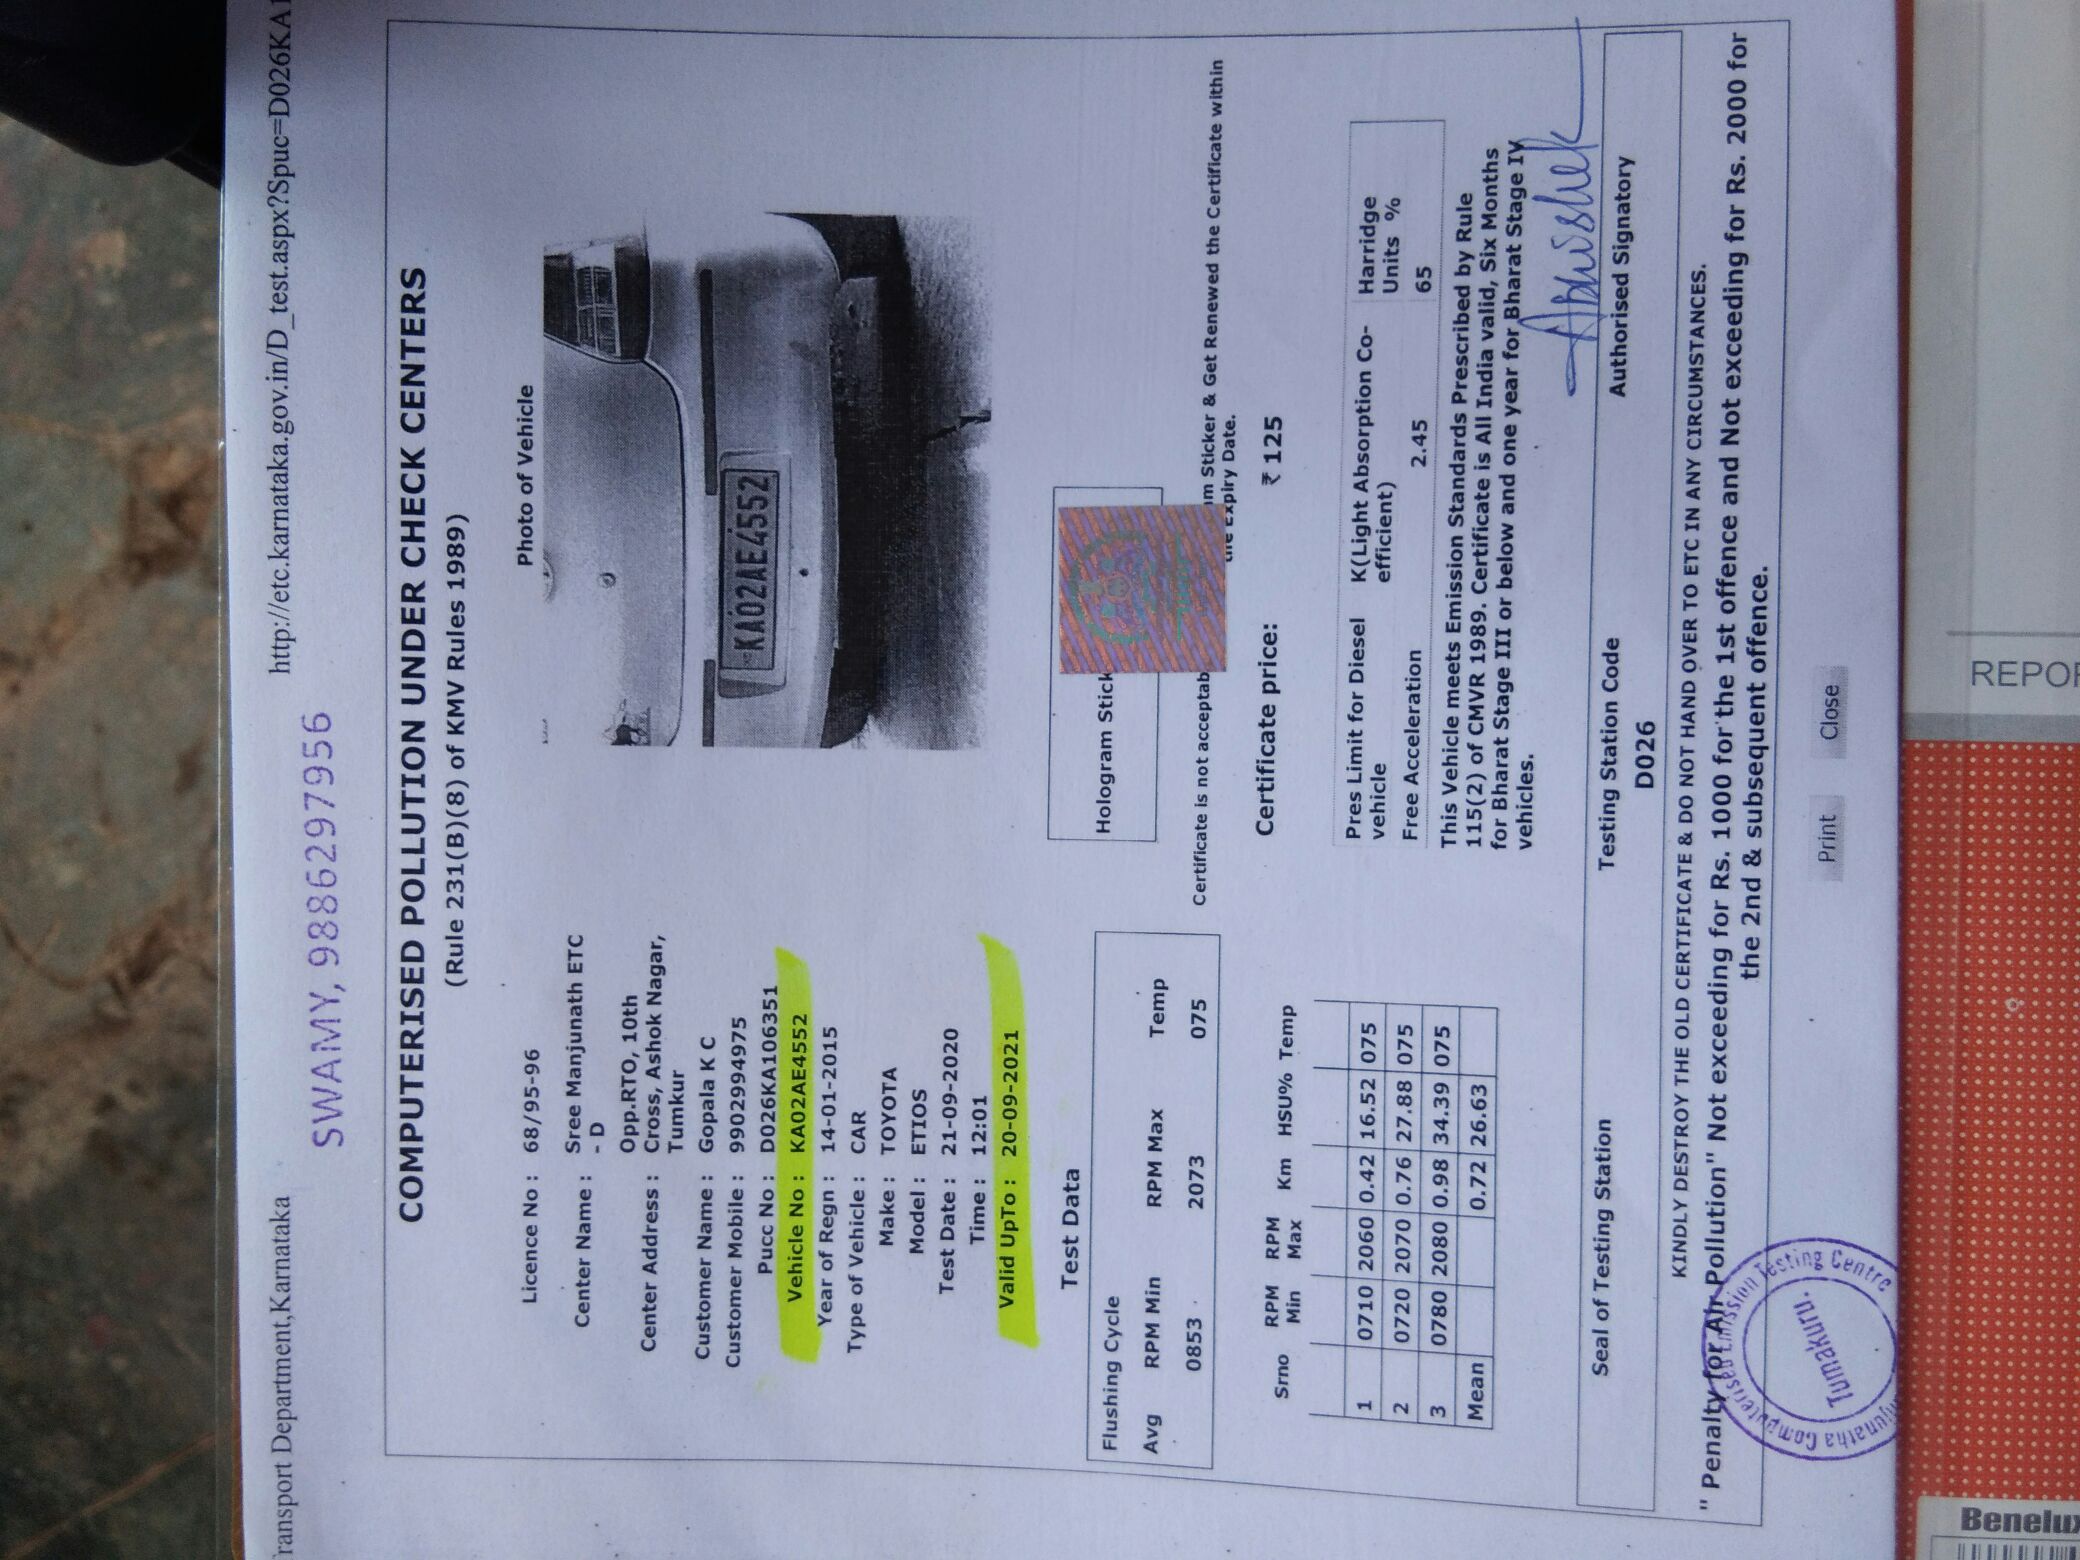 Transport Department,Karnataka
http://etc.karnataka.gov.in/D_test.aspx?Spuc=D026KA1
SWAMY, 9886297956
COMPUTERISED POLLUTION UNDER CHECK CENTERS
(Rule 231(B)(8) of KMV Rules 1989)
Licence No : 68/95-96
Center Name : Sree Manjunath ETC
- D
Opp.RTO, 10th
Center Address : Cross, Ashok Nagar,
Tumkur
Customer Name : Gopala K C
Customer Mobile : 9902994975
Pucc No : D026KA1106351
Vehicle No : KA02AE4552
Year of Regn : 14-01-2015
Type of Vehicle : CAR
Make : TOYOTA
Model : ETIOS
Test Date : 21-09-2020
Time : 12:01
Valid UpTo : 20-09-2021
Photo of Vehicle
KA02AE4552
Test Data
Flushing Cycle
Avg RPM Min RPM Max Temp
0853 2073 075
Hologram Stick
Certificate is not acceptab m Sticker & Get Renewed the Certificate within
the Expiry Date.
Certificate price: ₹ 125
Srno RPM Min RPM Max Km HSU% Temp
1 0710 2060 0.42 16.52 075
2 0720 2070 0.76 27.88 075
3 0780 2080 0.98 34.39 075
Mean 0.72 26.63
Pres Limit for Diesel vehicle K(Light Absorption Co-efficient) Harridge Units %
Free Acceleration 2.45 65
This Vehicle meets Emission Standards Prescribed by Rule
115(2) of CMVR 1989. Certificate is All India valid, Six Months
for Bharat Stage III or below and one year for Bharat Stage IV
vehicles.
Abhishek
Seal of Testing Station Testing Station Code Authorised Signatory
D026
KINDLY DESTROY THE OLD CERTIFICATE & DO NOT HAND OVER TO ETC IN ANY CIRCUMSTANCES.
" Penalty for Air Pollution" Not exceeding for Rs. 1000 for the 1st offence and Not exceeding for Rs. 2000 for
the 2nd & subsequent offence.
junatha Computerised Emission Testing Centre
Tumakuru.
Print Close
REPOR
Benelux